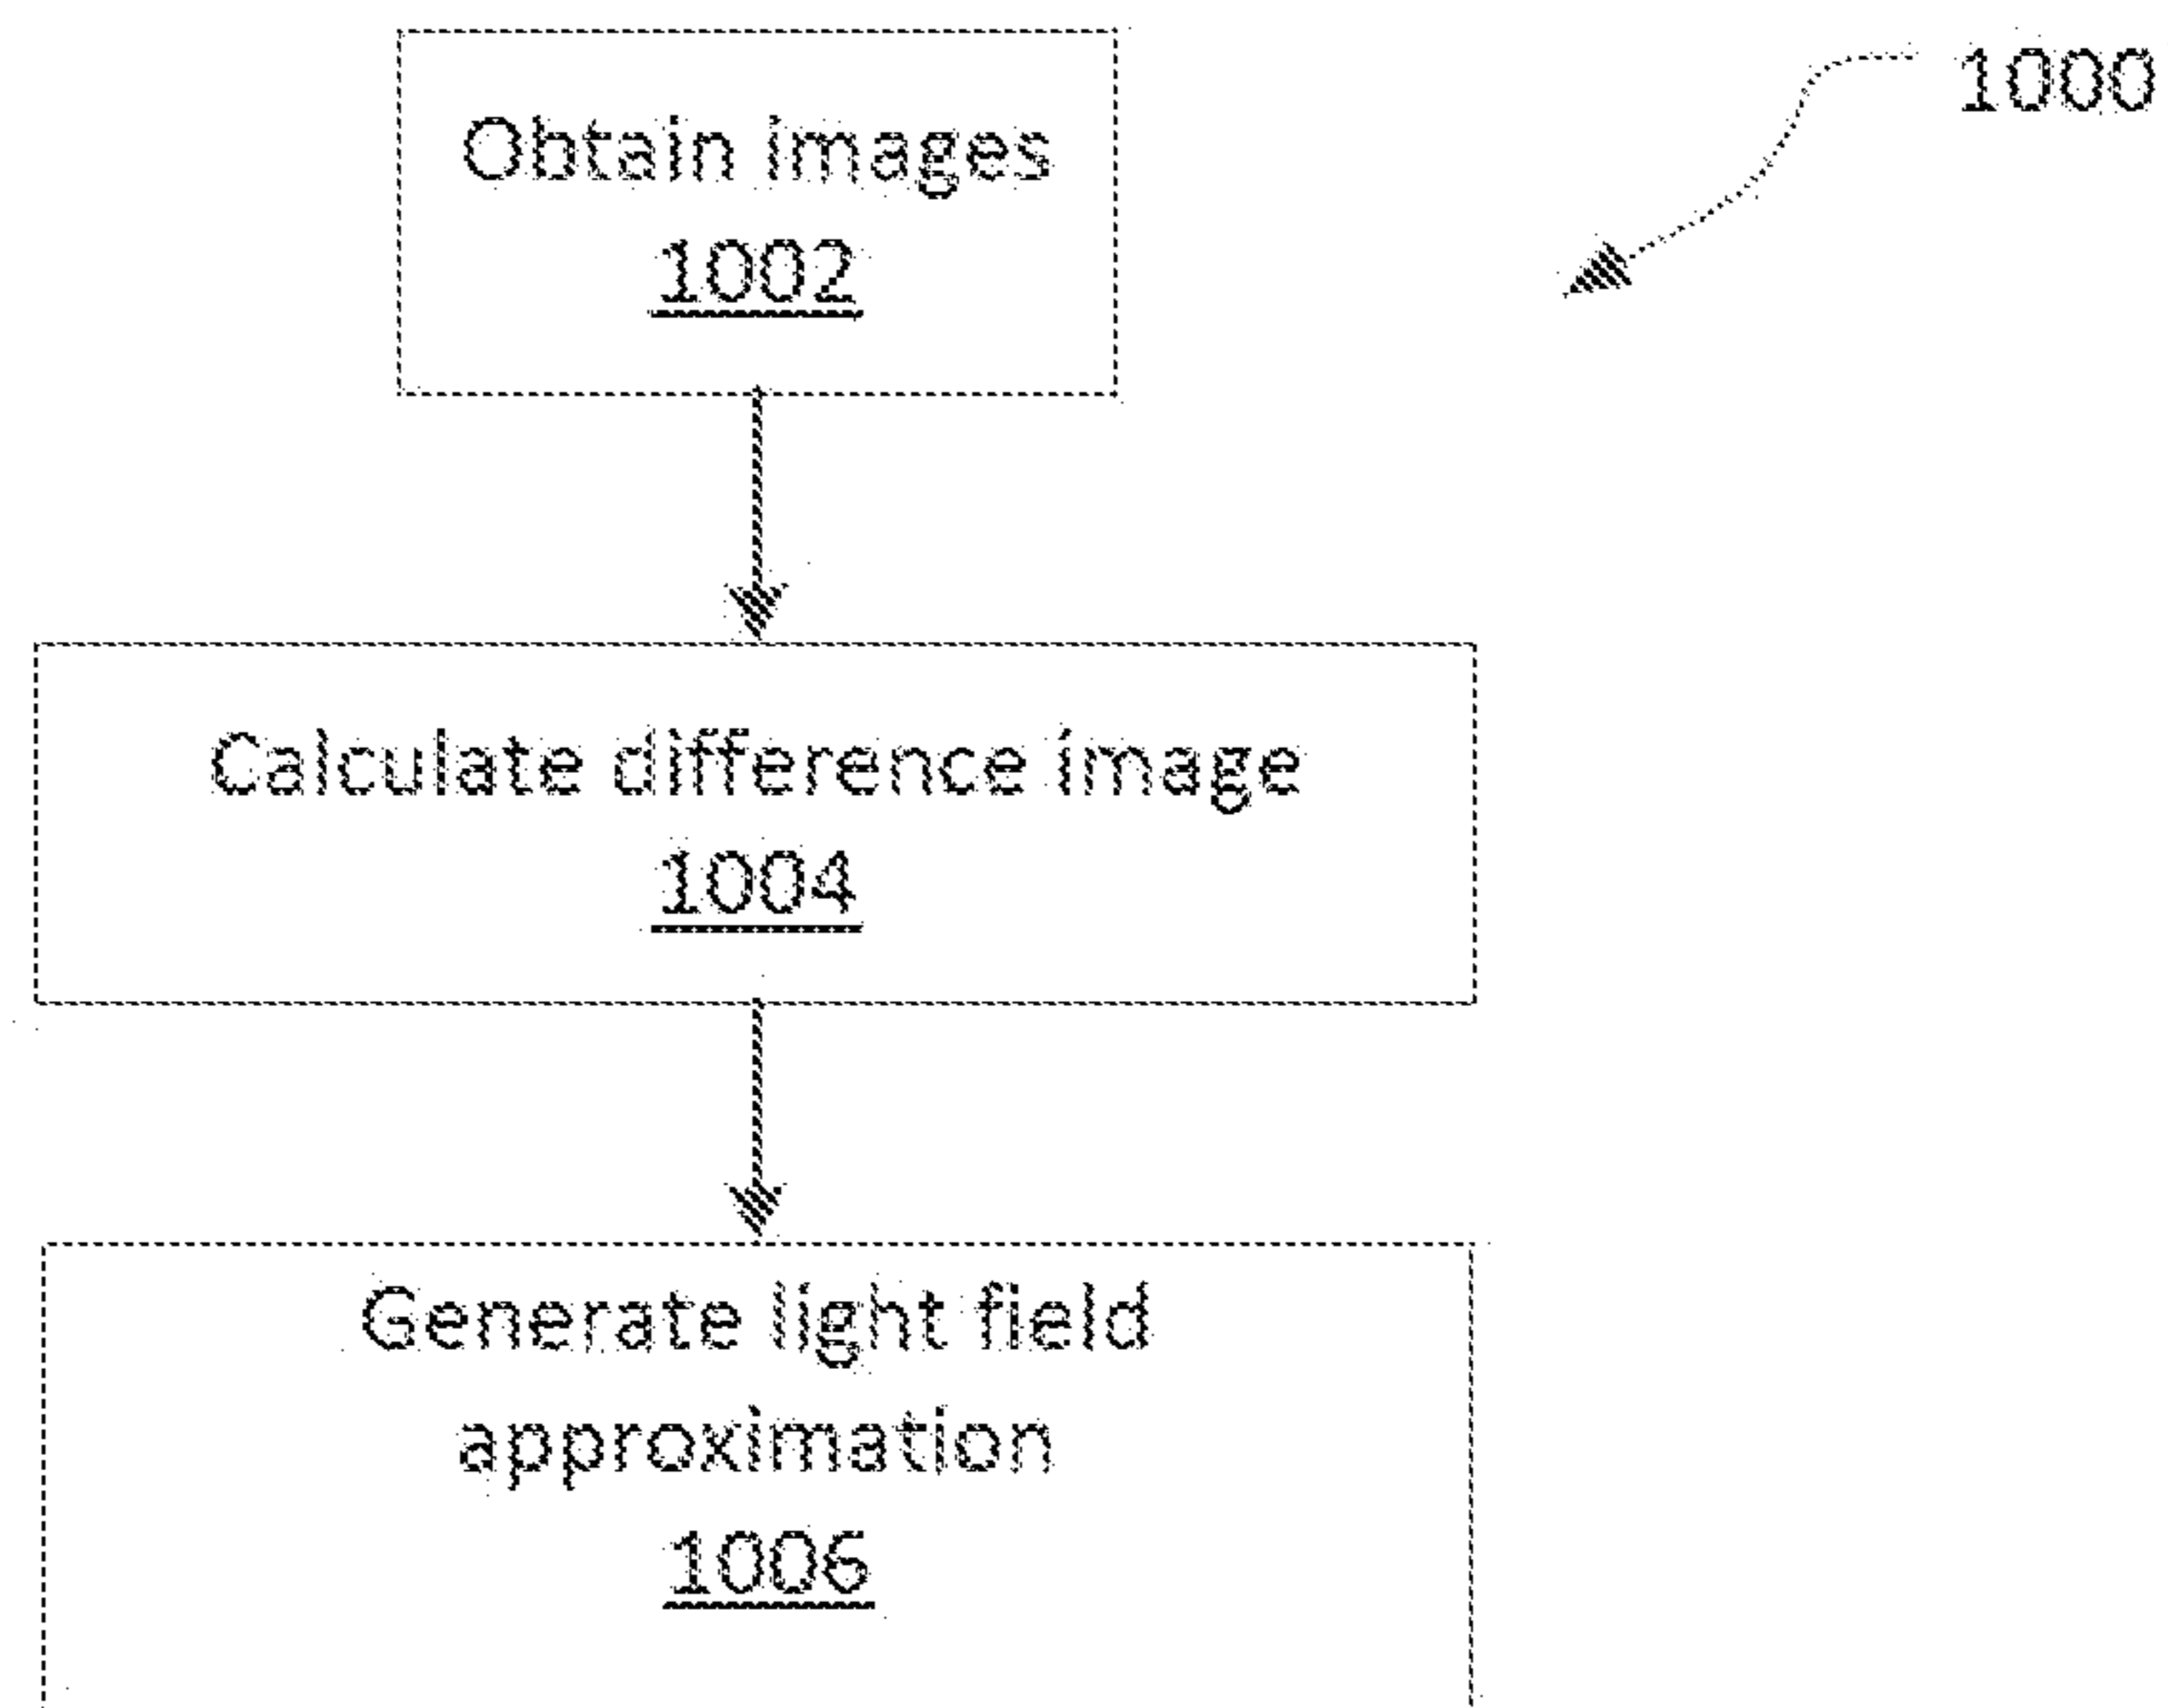 1000
Obtain images
1002
Calculate difference image
1004
Generate light field
approximation
1006